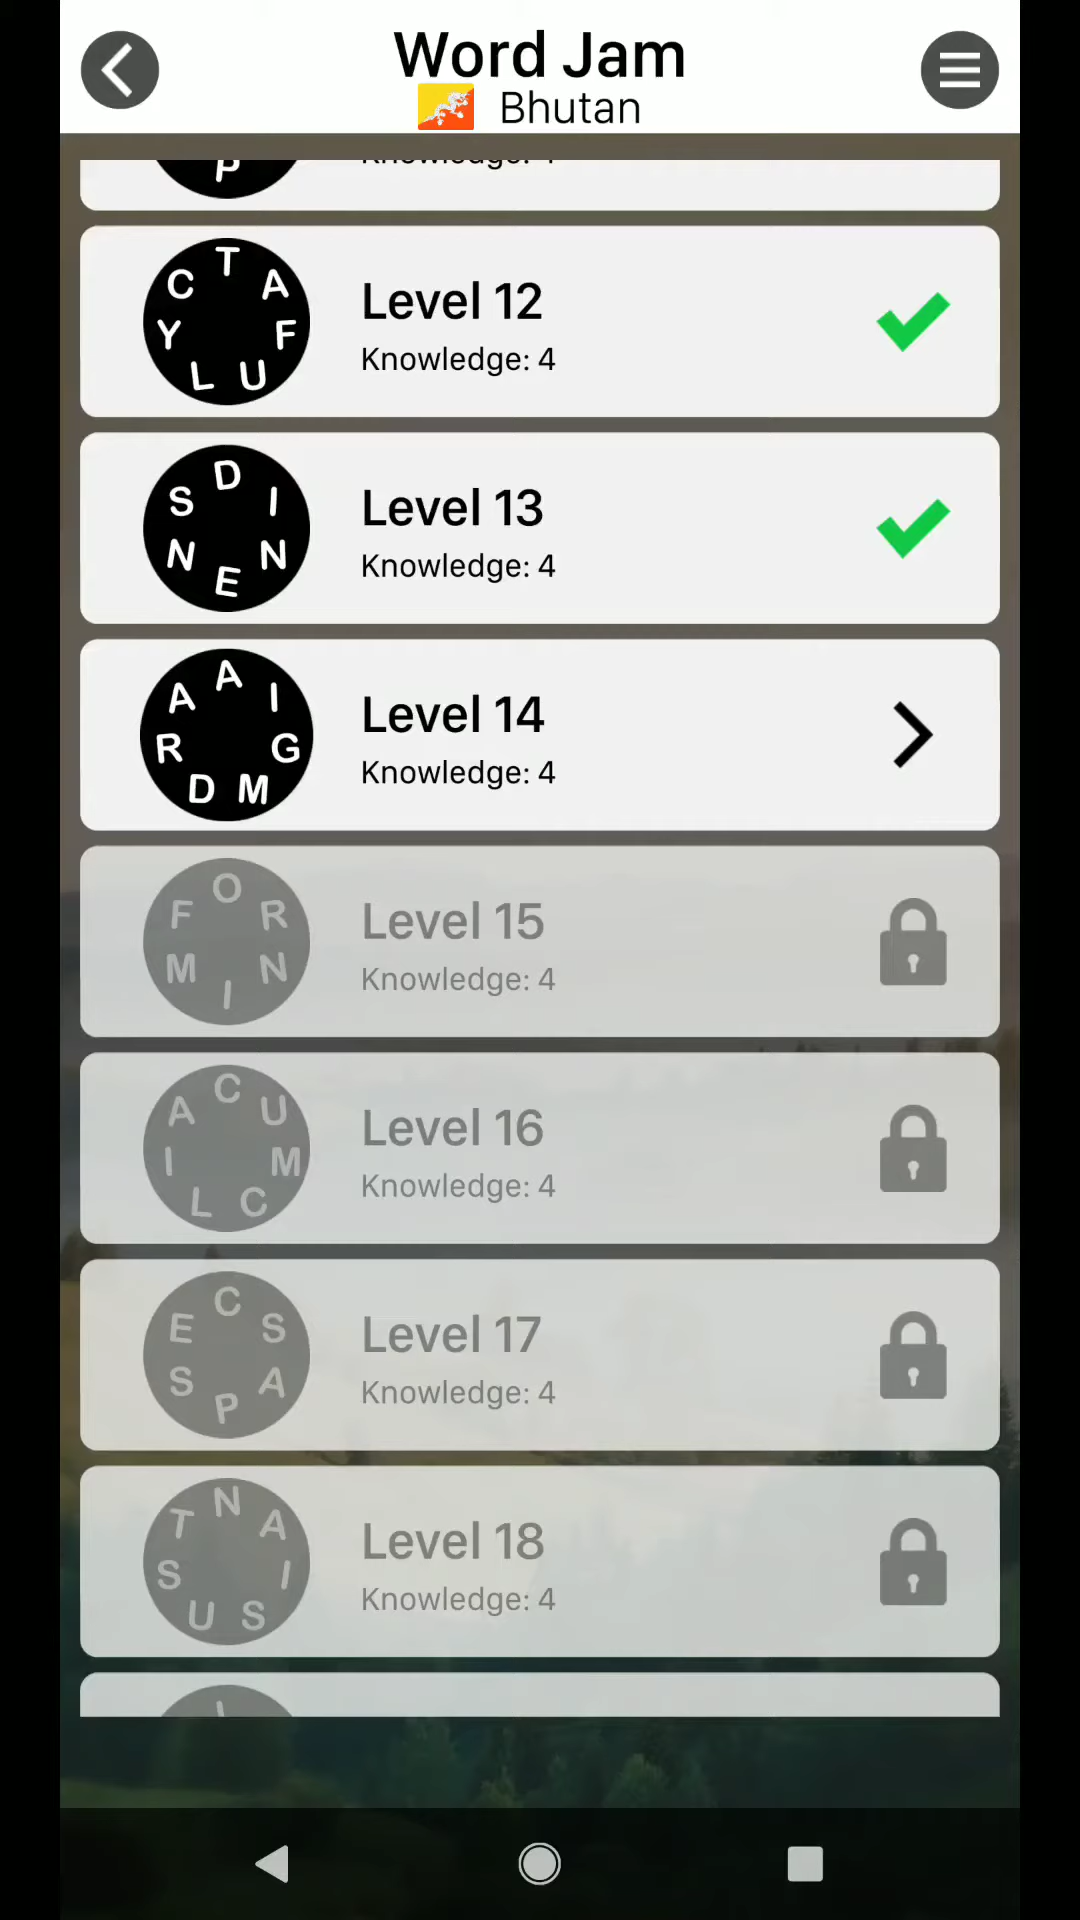 Word Jam
Bhutan
P
C T A F U L Y
Level 12
Knowledge: 4
S D I N E N
Level 13
Knowledge: 4
A A I G M D R
Level 14
Knowledge: 4
F O R N I M
Level 15
Knowledge: 4
A C U M C L I
Level 16
Knowledge: 4
E C S A P S
Level 17
Knowledge: 4
T N A I S U S
Level 18
Knowledge: 4